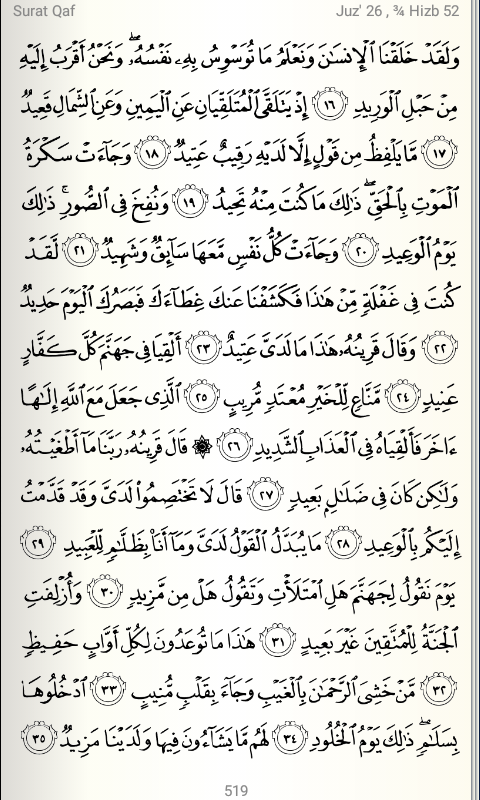 Surat Qaf Juz' 26 , ¾ Hizb 52
وَلَقَدْ خَلَقْنَا ٱلْإِنسَـٰنَ وَنَعْلَمُ مَا تُوَسْوِسُ بِهِۦ نَفْسُهُۥ ۖ وَنَحْنُ أَقْرَبُ إِلَيْهِ
مِنْ حَبْلِ ٱلْوَرِيدِ ١٦ إِذْ يَتَلَقَّى ٱلْمُتَلَقِّيَانِ عَنِ ٱلْيَمِينِ وَعَنِ ٱلشِّمَالِ قَعِيدٌ
١٧ مَّا يَلْفِظُ مِن قَوْلٍ إِلَّا لَدَيْهِ رَقِيبٌ عَتِيدٌ ١٨ وَجَآءَتْ سَكْرَةُ
ٱلْمَوْتِ بِٱلْحَقِّ ۖ ذَٰلِكَ مَا كُنتَ مِنْهُ تَحِيدُ ١٩ وَنُفِخَ فِى ٱلصُّورِ ۚ ذَٰلِكَ
يَوْمُ ٱلْوَعِيدِ ٢٠ وَجَآءَتْ كُلُّ نَفْسٍ مَّعَهَا سَآئِقٌ وَشَهِيدٌ ٢١ لَّقَدْ
كُنتَ فِى غَفْلَةٍ مِّنْ هَـٰذَا فَكَشَفْنَا عَنكَ غِطَآءَكَ فَبَصَرُكَ ٱلْيَوْمَ حَدِيدٌ
٢٢ وَقَالَ قَرِينُهُۥ هَـٰذَا مَا لَدَىَّ عَتِيدٌ ٢٣ أَلْقِيَا فِى جَهَنَّمَ كُلَّ كَفَّارٍ
عَنِيدٍ ٢٤ مَّنَّاعٍ لِّلْخَيْرِ مُعْتَدٍ مُّرِيبٍ ٢٥ ٱلَّذِى جَعَلَ مَعَ ٱللَّهِ إِلَـٰهًا
ءَاخَرَ فَأَلْقِيَاهُ فِى ٱلْعَذَابِ ٱلشَّدِيدِ ٢٦ ۞ قَالَ قَرِينُهُۥ رَبَّنَا مَآ أَطْغَيْتُهُۥ
وَلَـٰكِن كَانَ فِى ضَلَـٰلٍۭ بَعِيدٍ ٢٧ قَالَ لَا تَخْتَصِمُوا۟ لَدَىَّ وَقَدْ قَدَّمْتُ
إِلَيْكُم بِٱلْوَعِيدِ ٢٨ مَا يُبَدَّلُ ٱلْقَوْلُ لَدَىَّ وَمَآ أَنَا۠ بِظَلَّـٰمٍ لِّلْعَبِيدِ ٢٩
يَوْمَ نَقُولُ لِجَهَنَّمَ هَلِ ٱمْتَلَأْتِ وَتَقُولُ هَلْ مِن مَّزِيدٍ ٣٠ وَأُزْلِفَتِ
ٱلْجَنَّةُ لِلْمُتَّقِينَ غَيْرَ بَعِيدٍ ٣١ هَـٰذَا مَا تُوعَدُونَ لِكُلِّ أَوَّابٍ حَفِيظٍ
٣٢ مَّنْ خَشِىَ ٱلرَّحْمَـٰنَ بِٱلْغَيْبِ وَجَآءَ بِقَلْبٍ مُّنِيبٍ ٣٣ ٱدْخُلُوهَا
بِسَلَـٰمٍ ۖ ذَٰلِكَ يَوْمُ ٱلْخُلُودِ ٣٤ لَهُم مَّا يَشَآءُونَ فِيهَا وَلَدَيْنَا مَزِيدٌ ٣٥
519